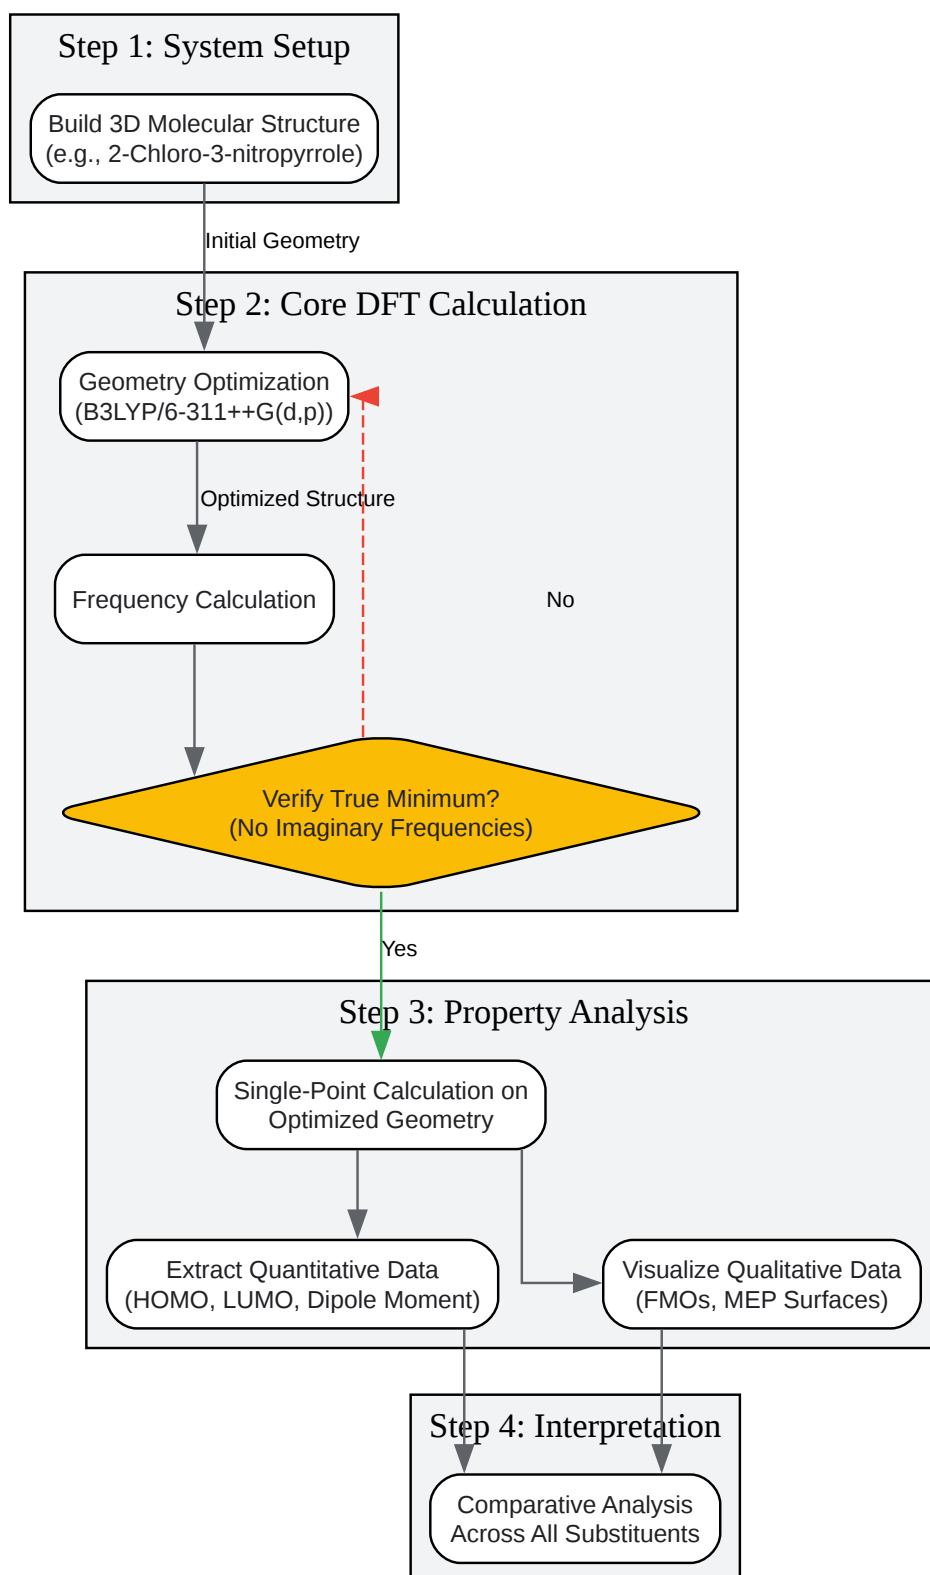 Step 1: System Setup
Build 3D Molecular Structure
(e.g., 2-Chloro-3-nitropyrrole)
Initial Geometry
Step 2: Core DFT Calculation
Geometry Optimization
(B3LYP/6-311++G(d,p))
Optimized Structure
Frequency Calculation
No
Verify True Minimum?
(No Imaginary Frequencies)
Yes
Step 3: Property Analysis
Single-Point Calculation on
Optimized Geometry
Extract Quantitative Data
(HOMO, LUMO, Dipole Moment)
Visualize Qualitative Data
(FMOs, MEP Surfaces)
Step 4: Interpretation
Comparative Analysis
Across All Substituents